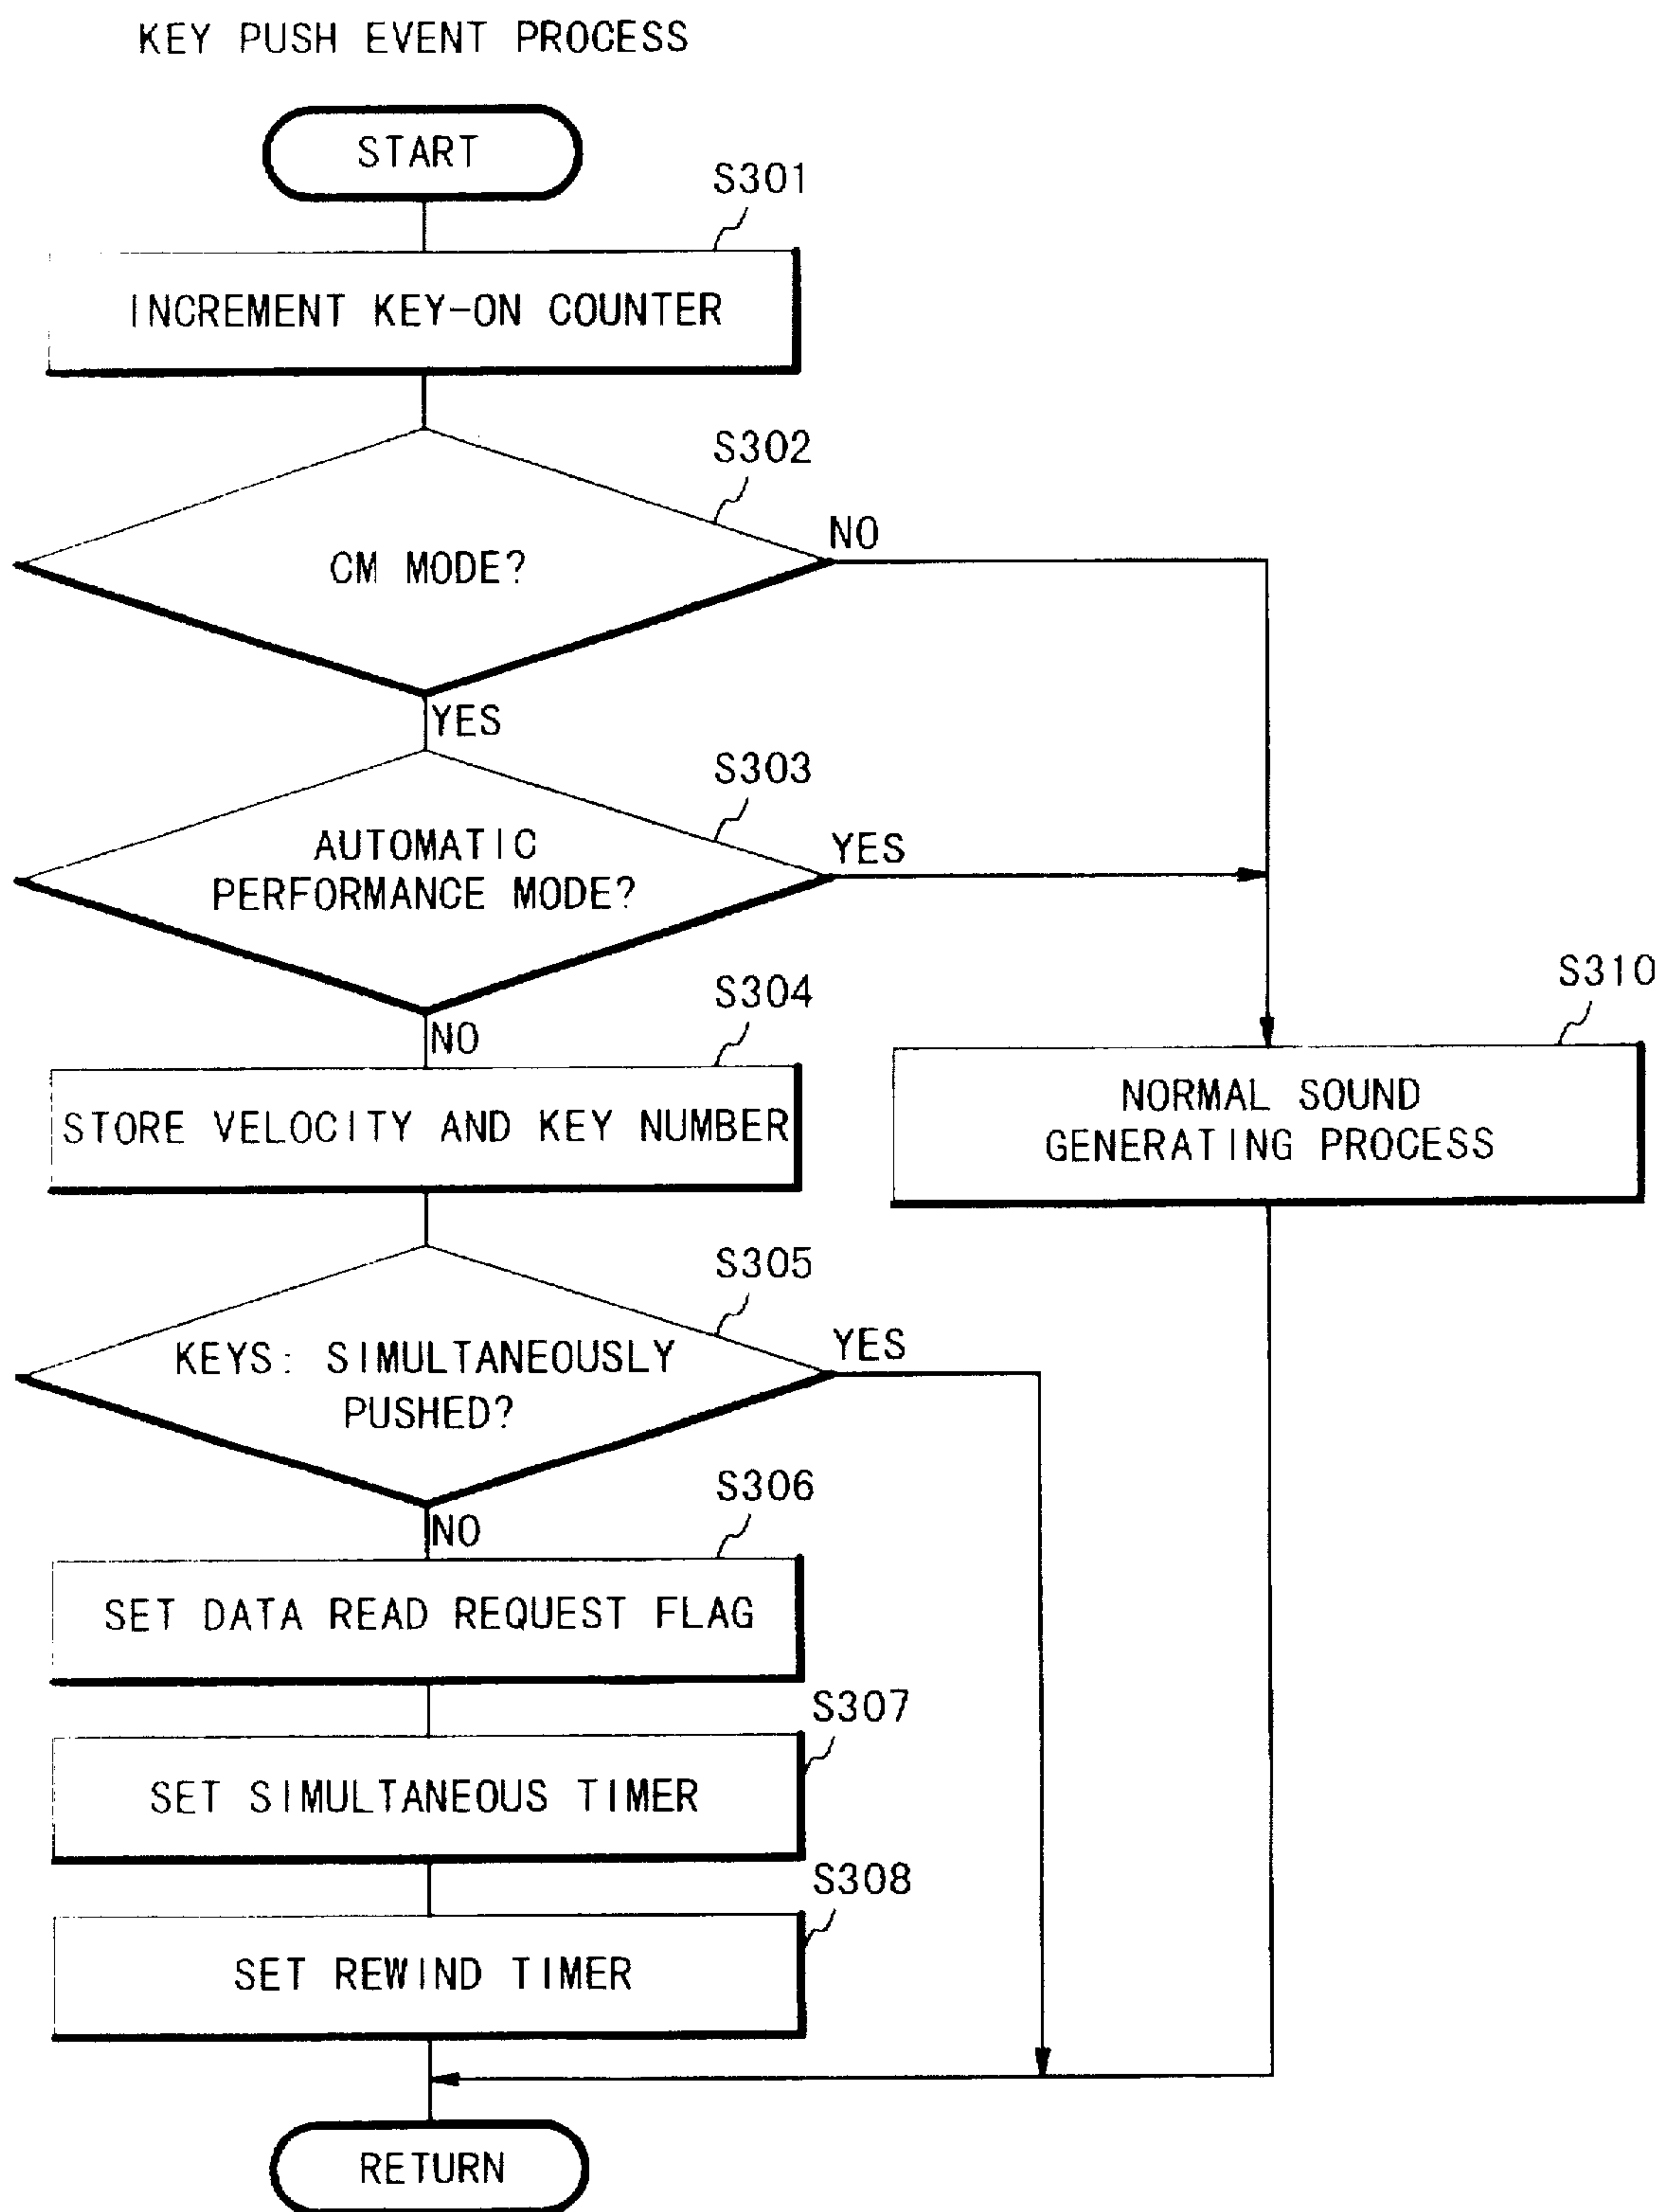 KEY PUSH EVENT PROCESS
START
S301
INCREMENT KEY-ON COUNTER
S302
CM MODE?
NO
YES
S303
AUTOMATIC
PERFORMANCE MODE?
YES
NO
S304
STORE VELOCITY AND KEY NUMBER
S310
NORMAL SOUND
GENERATING PROCESS
S305
KEYS: SIMULTANEOUSLY
PUSHED?
YES
NO
S306
SET DATA READ REQUEST FLAG
S307
SET SIMULTANEOUS TIMER
S308
SET REWIND TIMER
RETURN